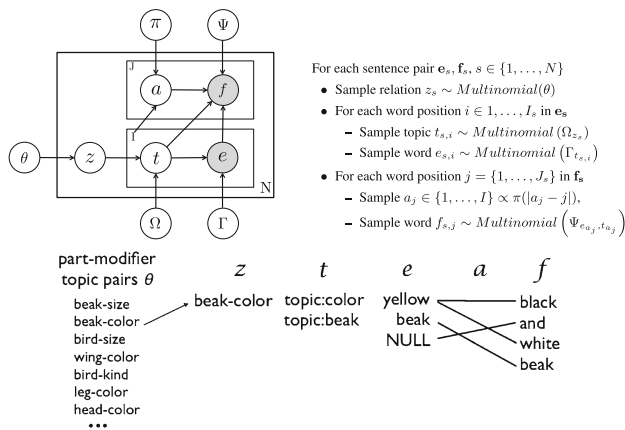 π
Ψ
J
a
f
I
θ
z
t
e
N
Ω
Γ
For each sentence pair e_s, f_s, s ∈ {1, . . . , N}
• Sample relation z_s ∼ Multinomial(θ)
• For each word position i ∈ 1, . . . , I_s in e_s
– Sample topic t_{s,i} ∼ Multinomial (Ω_{z_s})
– Sample word e_{s,i} ∼ Multinomial (Γ_{t_{s,i}})
• For each word position j = {1, . . . , J_s} in f_s
– Sample a_j ∈ {1, . . . , I} ∝ π(|a_j − j|),
– Sample word f_{s,j} ∼ Multinomial (Ψ_{e_{a_j}, t_{a_j}})
part-modifier
topic pairs θ
beak-size
beak-color
bird-size
wing-color
bird-kind
leg-color
head-color
•••
z t e a f
beak-color
topic:color
topic:beak
yellow
beak
NULL
black
and
white
beak